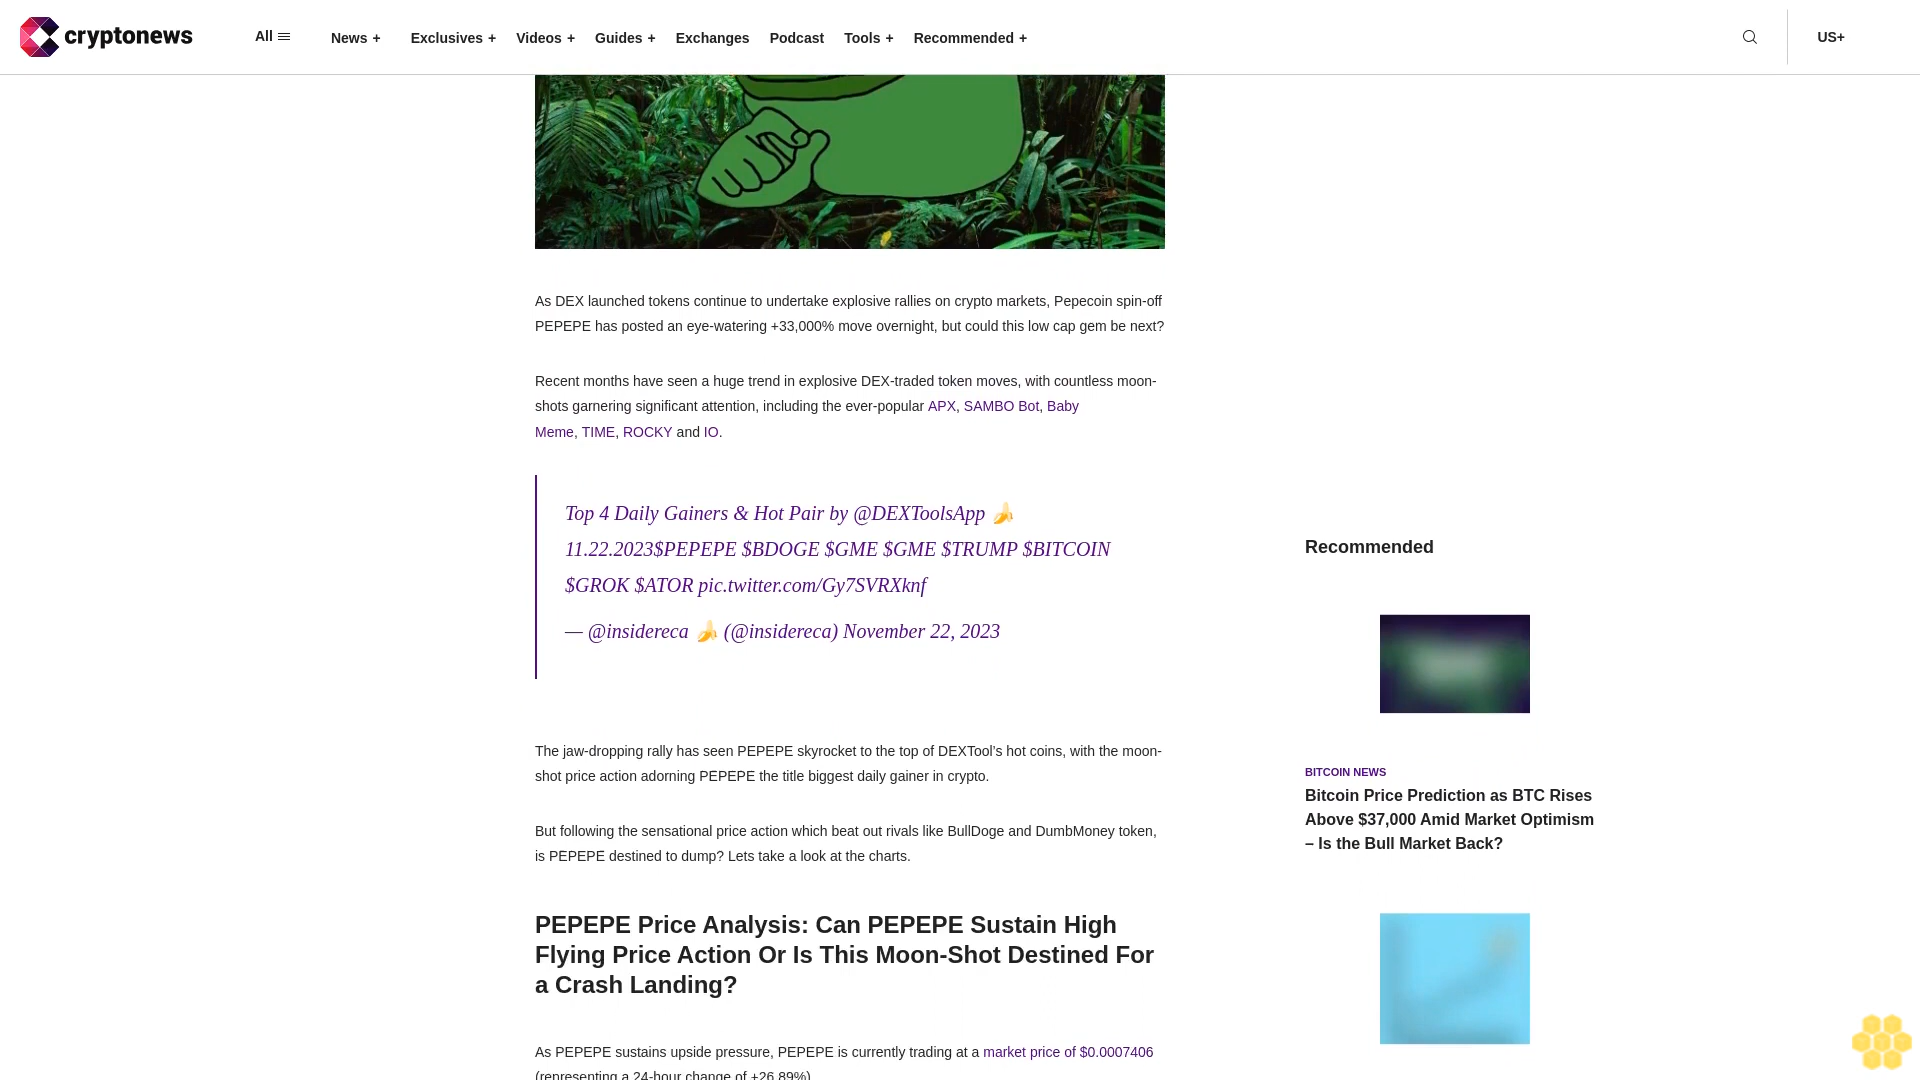 cryptonews
All
News +
Exclusives +
Videos +
Guides +
Exchanges
Podcast
Tools +
Recommended +
US+
As DEX launched tokens continue to undertake explosive rallies on crypto markets, Pepecoin spin-off
PEPEPE has posted an eye-watering +33,000% move overnight, but could this low cap gem be next?
Recent months have seen a huge trend in explosive DEX-traded token moves, with countless moon-
shots garnering significant attention, including the ever-popular APX, SAMBO Bot, Baby
Meme, TIME, ROCKY and IO.
Top 4 Daily Gainers & Hot Pair by @DEXToolsApp 🍌
11.22.2023$PEPEPE $BDOGE $GME $GME $TRUMP $BITCOIN
$GROK $ATOR pic.twitter.com/Gy7SVRXknf
— @insidereca 🍌 (@insidereca) November 22, 2023
The jaw-dropping rally has seen PEPEPE skyrocket to the top of DEXTool’s hot coins, with the moon-
shot price action adorning PEPEPE the title biggest daily gainer in crypto.
But following the sensational price action which beat out rivals like BullDoge and DumbMoney token,
is PEPEPE destined to dump? Lets take a look at the charts.
PEPEPE Price Analysis: Can PEPEPE Sustain High
Flying Price Action Or Is This Moon-Shot Destined For
a Crash Landing?
As PEPEPE sustains upside pressure, PEPEPE is currently trading at a market price of $0.0007406
(representing a 24-hour change of +26.89%)
Recommended
BITCOIN NEWS
Bitcoin Price Prediction as BTC Rises
Above $37,000 Amid Market Optimism
– Is the Bull Market Back?